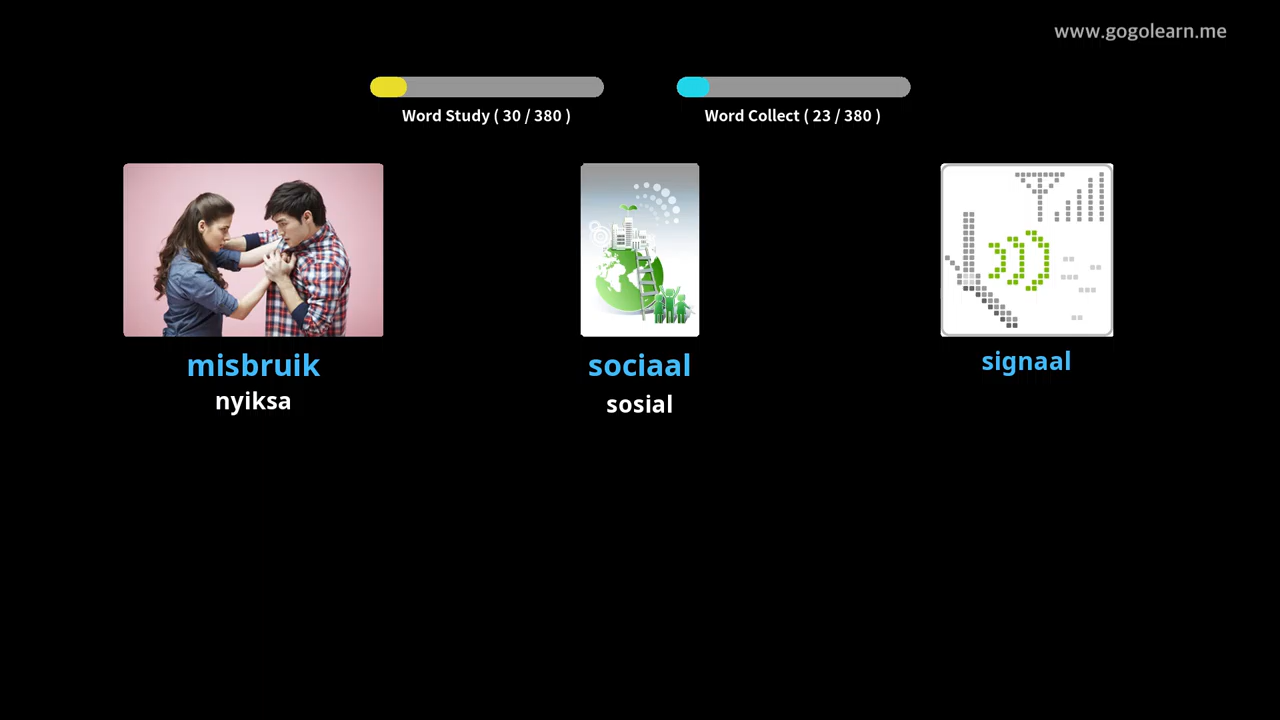 www.gogolearn.me
Word Study ( 30 / 380 )
Word Collect ( 23 / 380 )
misbruik
nyiksa
sociaal
sosial
signaal